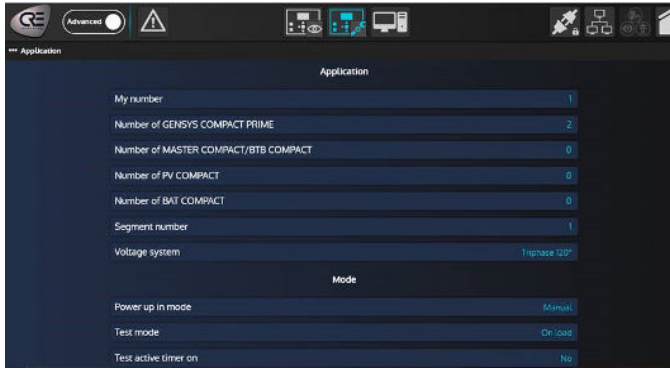 CRE
Advanced
••• Application
Application
My number 1
Number of GENSYS COMPACT PRIME 2
Number of MASTER COMPACT/BTB COMPACT 0
Number of PV COMPACT 0
Number of BAT COMPACT 0
Segment number 1
Voltage system Triphase 120°
Mode
Power up in mode Manual
Test mode On load
Test active timer on No